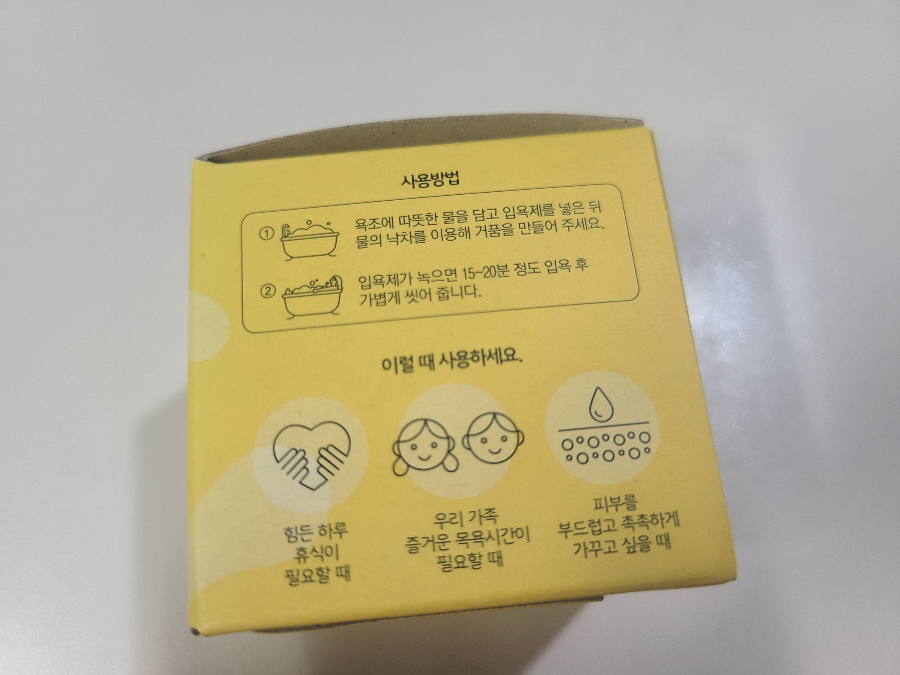 사용방법
① 욕조에 따뜻한 물을 담고 입욕제를 넣은 뒤
물의 낙차를 이용해 거품을 만들어 주세요.
② 입욕제가 녹으면 15~20분 정도 입욕 후
가볍게 씻어 줍니다.
이럴 때 사용하세요.
힘든 하루
휴식이
필요할 때
우리 가족
즐거운 목욕시간이
필요할 때
피부를
부드럽고 촉촉하게
가꾸고 싶을 때